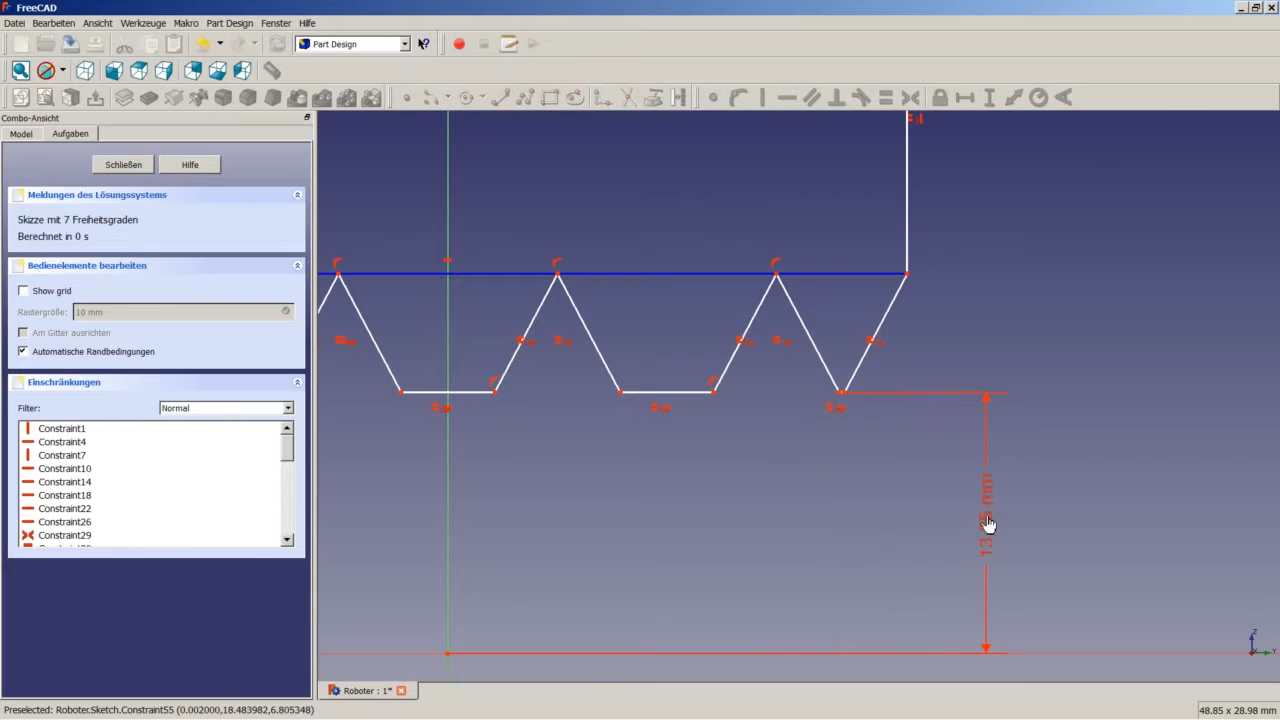 FreeCAD
Datei Bearbeiten Ansicht Werkzeuge Makro Part Design Fenster Hilfe
Part Design
Combo-Ansicht
Model Aufgaben
Schließen Hilfe
Meldungen des Lösungssystems
Skizze mit 7 Freiheitsgraden
Berechnet in 0 s
Bedienelemente bearbeiten
Show grid
Rastergröße: 10 mm
Am Gitter ausrichten
Automatische Randbedingungen
Einschränkungen
Filter: Normal
Constraint1
Constraint4
Constraint7
Constraint10
Constraint14
Constraint18
Constraint22
Constraint26
Constraint29
mm
Z
Y
Roboter : 1*
Preselected: Roboter.Sketch.Constraint55 (0.002000,18.483982,6.805348)
48.85 x 28.98 mm